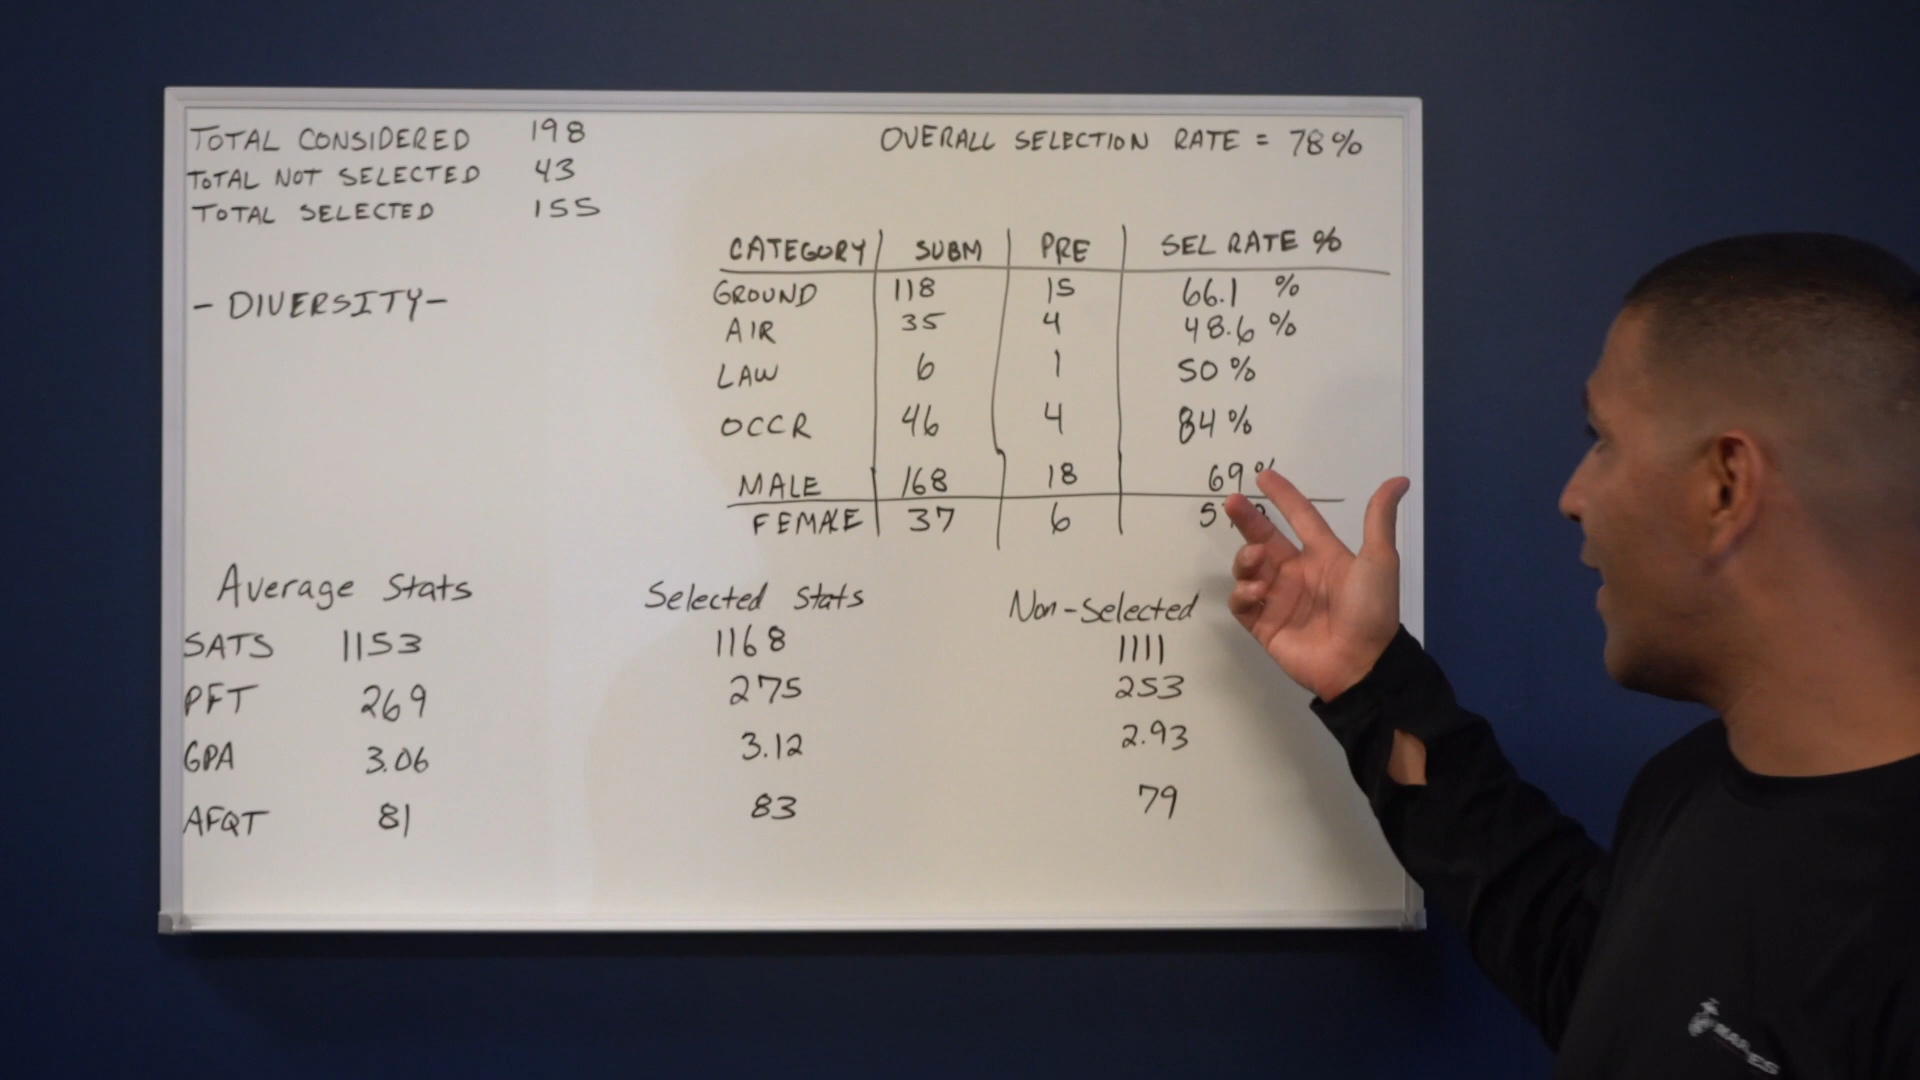 TOTAL CONSIDERED 198
TOTAL NOT SELECTED 43
TOTAL SELECTED 155
OVERALL SELECTION RATE = 78%
- DIVERSITY -
CATEGORY SUBM PRE SEL RATE %
GROUND 118 15 66.1 %
AIR 35 4 48.6 %
LAW 6 1 50 %
OCCR 46 4 84 %
MALE 168 18 69 %
FEMALE 37 6
Average Stats Selected Stats Non-Selected
SATS 1153 1168 1111
PFT 269 275 253
GPA 3.06 3.12 2.93
AFQT 81 83 79